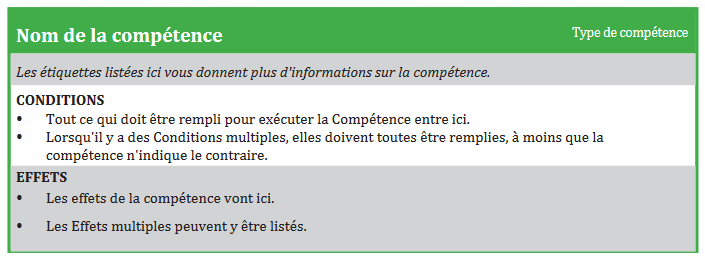 Nom de la compétence
Type de compétence
Les étiquettes listées ici vous donnent plus d'informations sur la compétence.
CONDITIONS
• Tout ce qui doit être rempli pour exécuter la Compétence entre ici.
• Lorsqu'il y a des Conditions multiples, elles doivent toutes être remplies, à moins que la
compétence n'indique le contraire.
EFFETS
• Les effets de la compétence vont ici.
• Les Effets multiples peuvent y être listés.